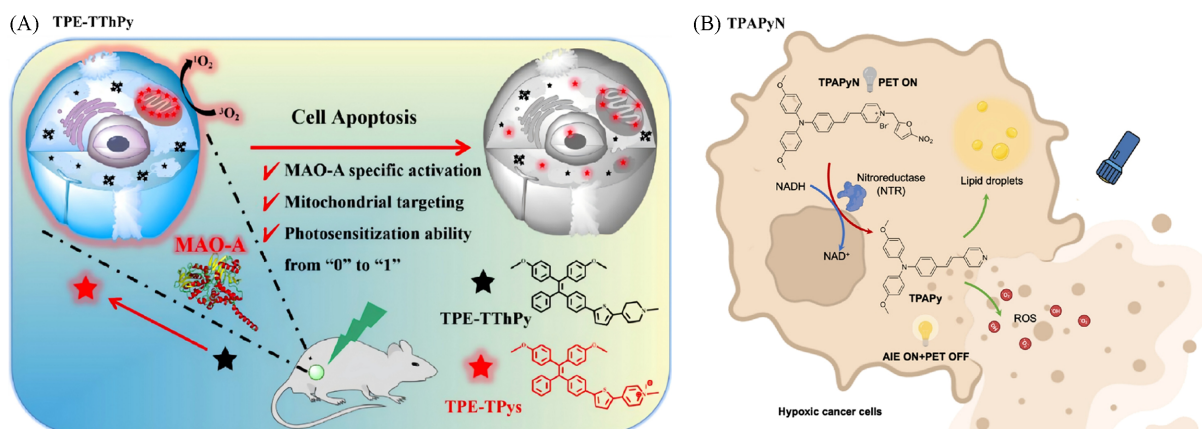 (A) TPE-TThPy
¹O₂
³O₂
Cell Apoptosis
MAO-A specific activation
Mitochondrial targeting
Photosensitization ability
from “0” to “1”
MAO-A
TPE-TThPy
TPE-TPys
(B) TPAPyN
TPAPyN PET ON
Br⁻
NO₂
Lipid droplets
NADH
Nitroreductase
(NTR)
NAD⁺
TPAPy
ROS
AIE ON+PET OFF
Hypoxic cancer cells